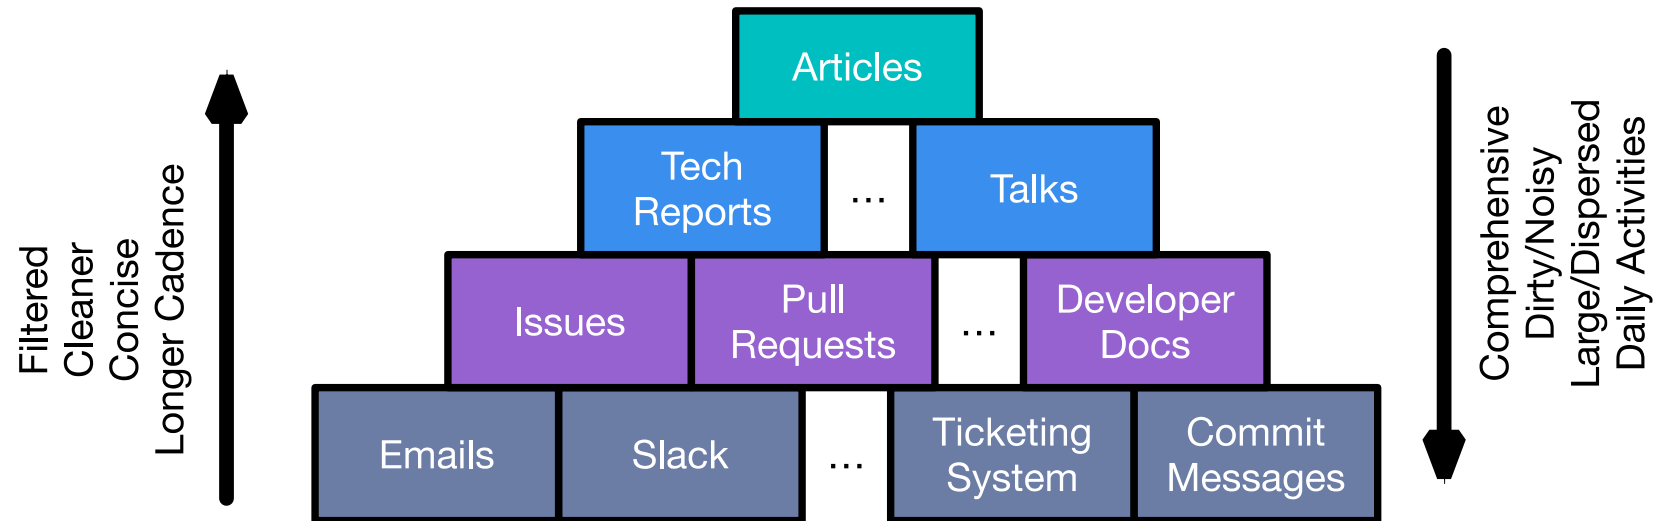 Articles
Tech
Reports
...
Talks
Issues
Pull
Requests
...
Developer
Docs
Emails
Slack
...
Ticketing
System
Commit
Messages
Filtered
Cleaner
Concise
Longer Cadence
Comprehensive
Dirty/Noisy
Large/Dispersed
Daily Activities